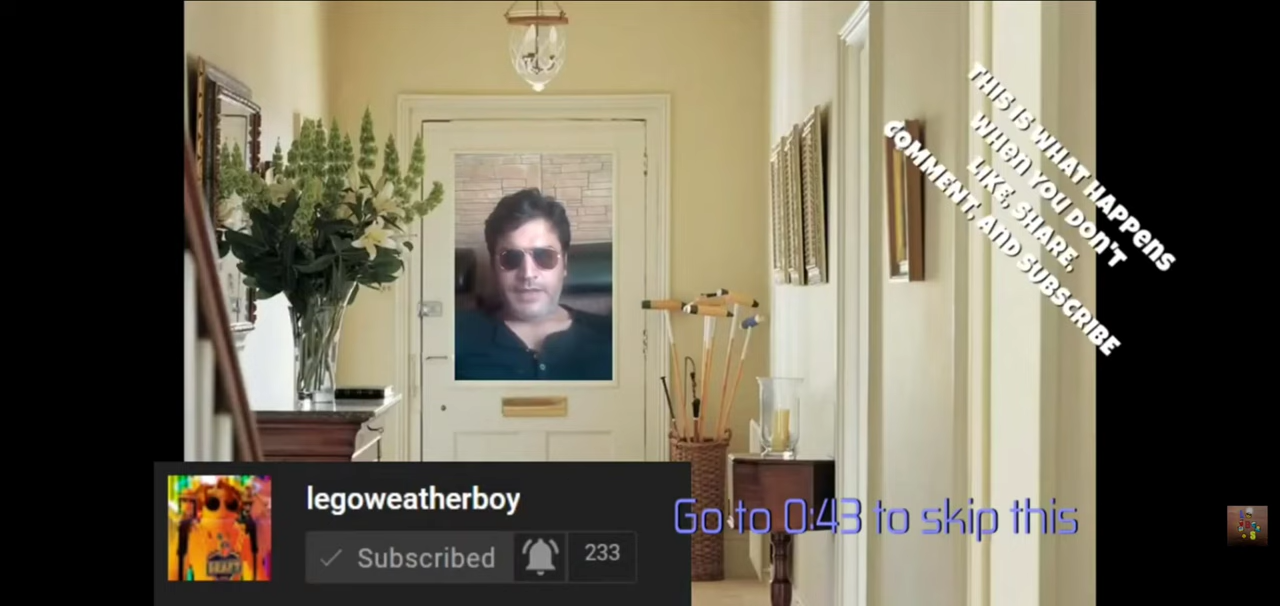 THIS IS WHAT HAPPENS
WHEN YOU DON'T
LIKE, SHARE,
COMMENT, AND SUBSCRIBE
legoweatherboy
Subscribed
233
Go to 0:43 to skip this